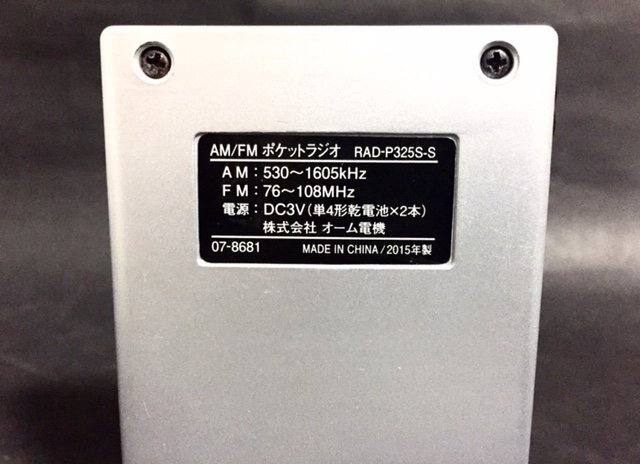 AM/FM ポケットラジオ RAD-P325S-S
AM：530～1605kHz
FM：76～108MHz
電源：DC3V（単4形乾電池×2本）
株式会社 オーム電機
07-8681 MADE IN CHINA/2015年製